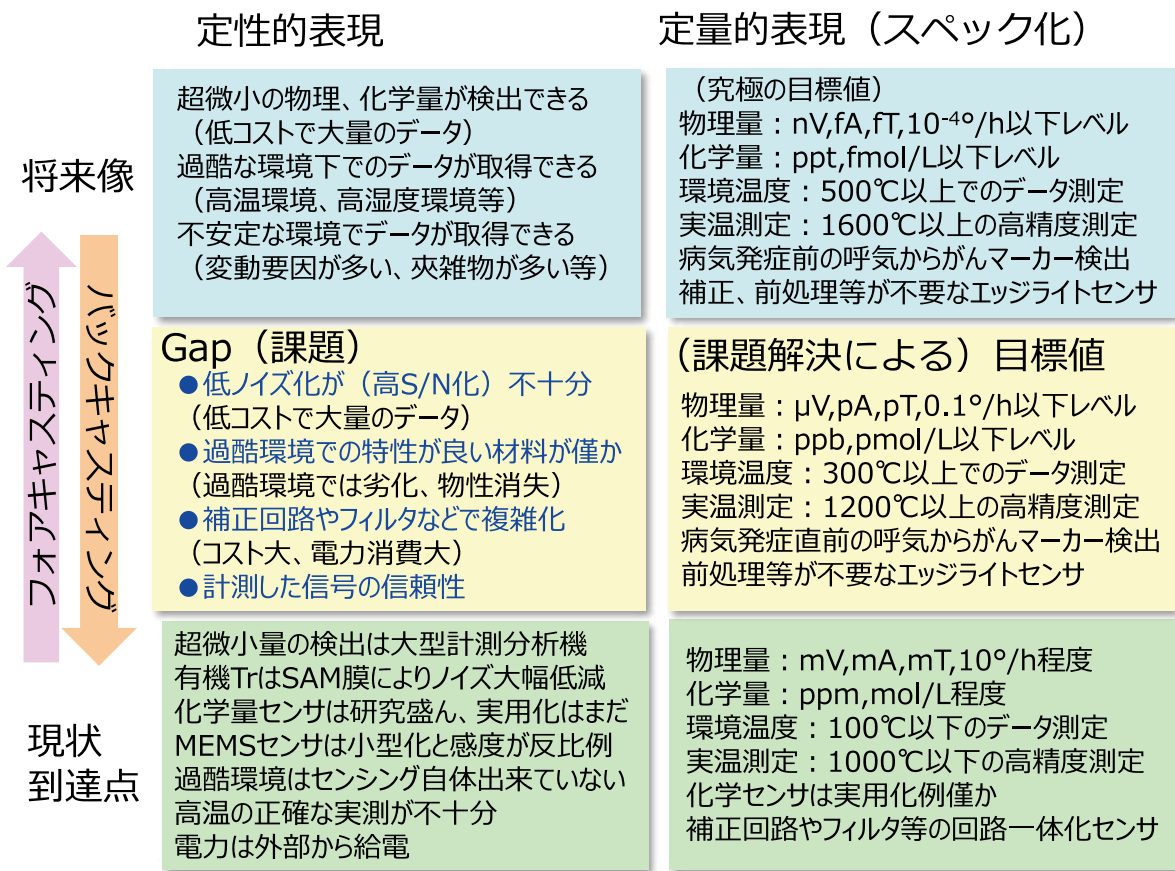 定性的表現
定量的表現（スペック化）
将来像
超微小の物理、化学量が検出できる
（低コストで大量のデータ）
過酷な環境下でのデータが取得できる
（高温環境、高湿度環境等）
不安定な環境でデータが取得できる
（変動要因が多い、夾雑物が多い等）
（究極の目標値）
物理量：nV,fA,fT,10⁻⁴°/h以下レベル
化学量：ppt,fmol/L以下レベル
環境温度：500℃以上でのデータ測定
実温測定：1600℃以上の高精度測定
病気発症前の呼気からがんマーカー検出
補正、前処理等が不要なエッジライトセンサ
フォアキャスティング
バックキャスティング
Gap（課題）
●低ノイズ化が（高S/N化）不十分
（低コストで大量のデータ）
●過酷環境での特性が良い材料が僅か
（過酷環境では劣化、物性消失）
●補正回路やフィルタなどで複雑化
（コスト大、電力消費大）
●計測した信号の信頼性
（課題解決による）目標値
物理量：μV,pA,pT,0.1°/h以下レベル
化学量：ppb,pmol/L以下レベル
環境温度：300℃以上でのデータ測定
実温測定：1200℃以上の高精度測定
病気発症直前の呼気からがんマーカー検出
前処理等が不要なエッジライトセンサ
現状
到達点
超微小量の検出は大型計測分析機
有機TrはSAM膜によりノイズ大幅低減
化学量センサは研究盛ん、実用化はまだ
MEMSセンサは小型化と感度が反比例
過酷環境はセンシング自体出来ていない
高温の正確な実測が不十分
電力は外部から給電
物理量：mV,mA,mT,10°/h程度
化学量：ppm,mol/L程度
環境温度：100℃以下のデータ測定
実温測定：1000℃以下の高精度測定
化学センサは実用化例僅か
補正回路やフィルタ等の回路一体化センサ